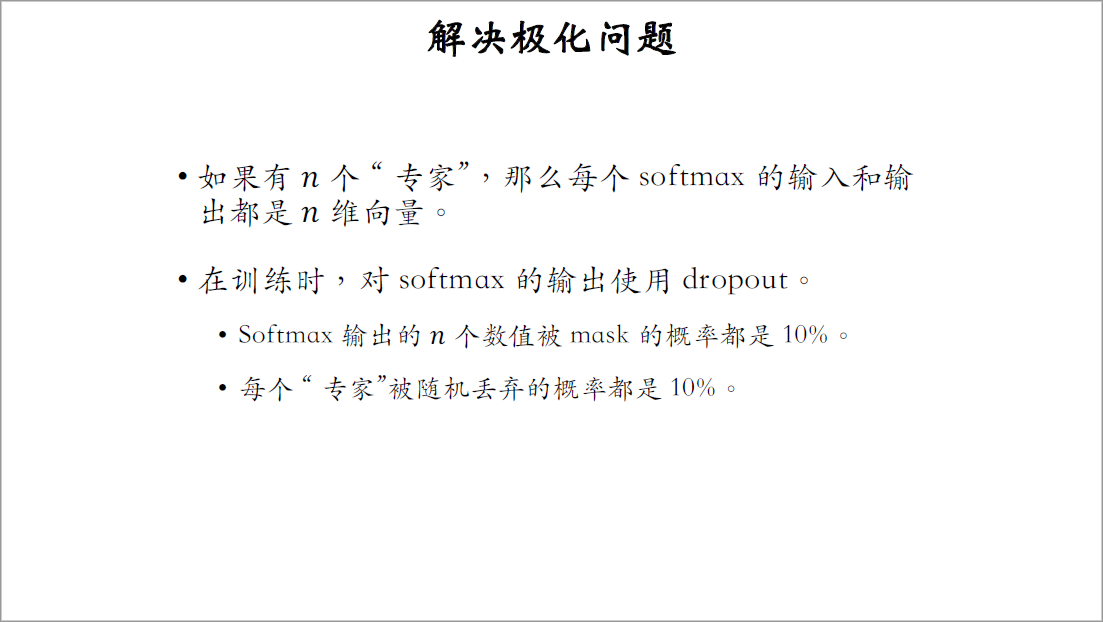 解决极化问题
• 如果有 n 个 “ 专家”，那么每个 softmax 的输入和输
出都是 n 维向量。
• 在训练时，对 softmax 的输出使用 dropout。
• Softmax 输出的 n 个数值被 mask 的概率都是 10%。
• 每个 “ 专家”被随机丢弃的概率都是 10%。